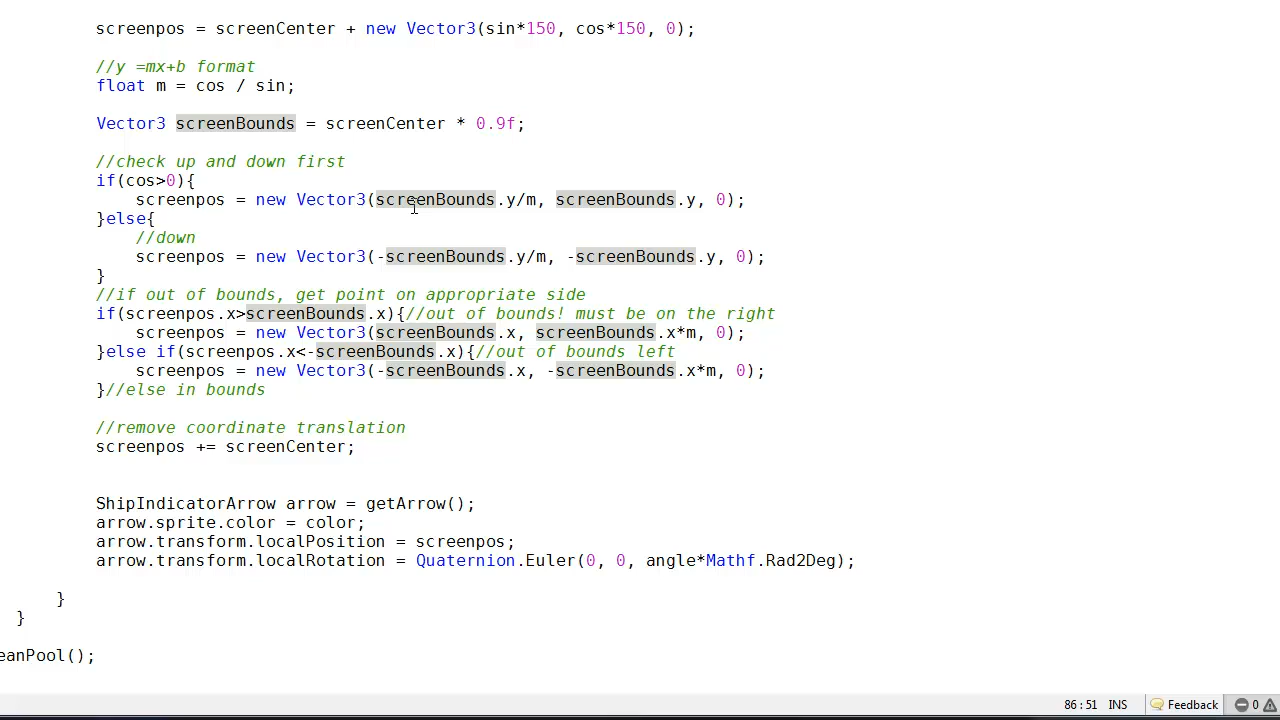 screenpos = screenCenter + new Vector3(sin*150, cos*150, 0);
//y =mx+b format
float m = cos / sin;
Vector3 screenBounds = screenCenter * 0.9f;
//check up and down first
if(cos>0){
screenpos = new Vector3(screenBounds.y/m, screenBounds.y, 0);
}else{
//down
screenpos = new Vector3(-screenBounds.y/m, -screenBounds.y, 0);
}
//if out of bounds, get point on appropriate side
if(screenpos.x>screenBounds.x){//out of bounds! must be on the right
screenpos = new Vector3(screenBounds.x, screenBounds.x*m, 0);
}else if(screenpos.x<-screenBounds.x){//out of bounds left
screenpos = new Vector3(-screenBounds.x, -screenBounds.x*m, 0);
}//else in bounds
//remove coordinate translation
screenpos += screenCenter;
ShipIndicatorArrow arrow = getArrow();
arrow.sprite.color = color;
arrow.transform.localPosition = screenpos;
arrow.transform.localRotation = Quaternion.Euler(0, 0, angle*Mathf.Rad2Deg);
}
}
eanPool();
86:51 INS Feedback 0